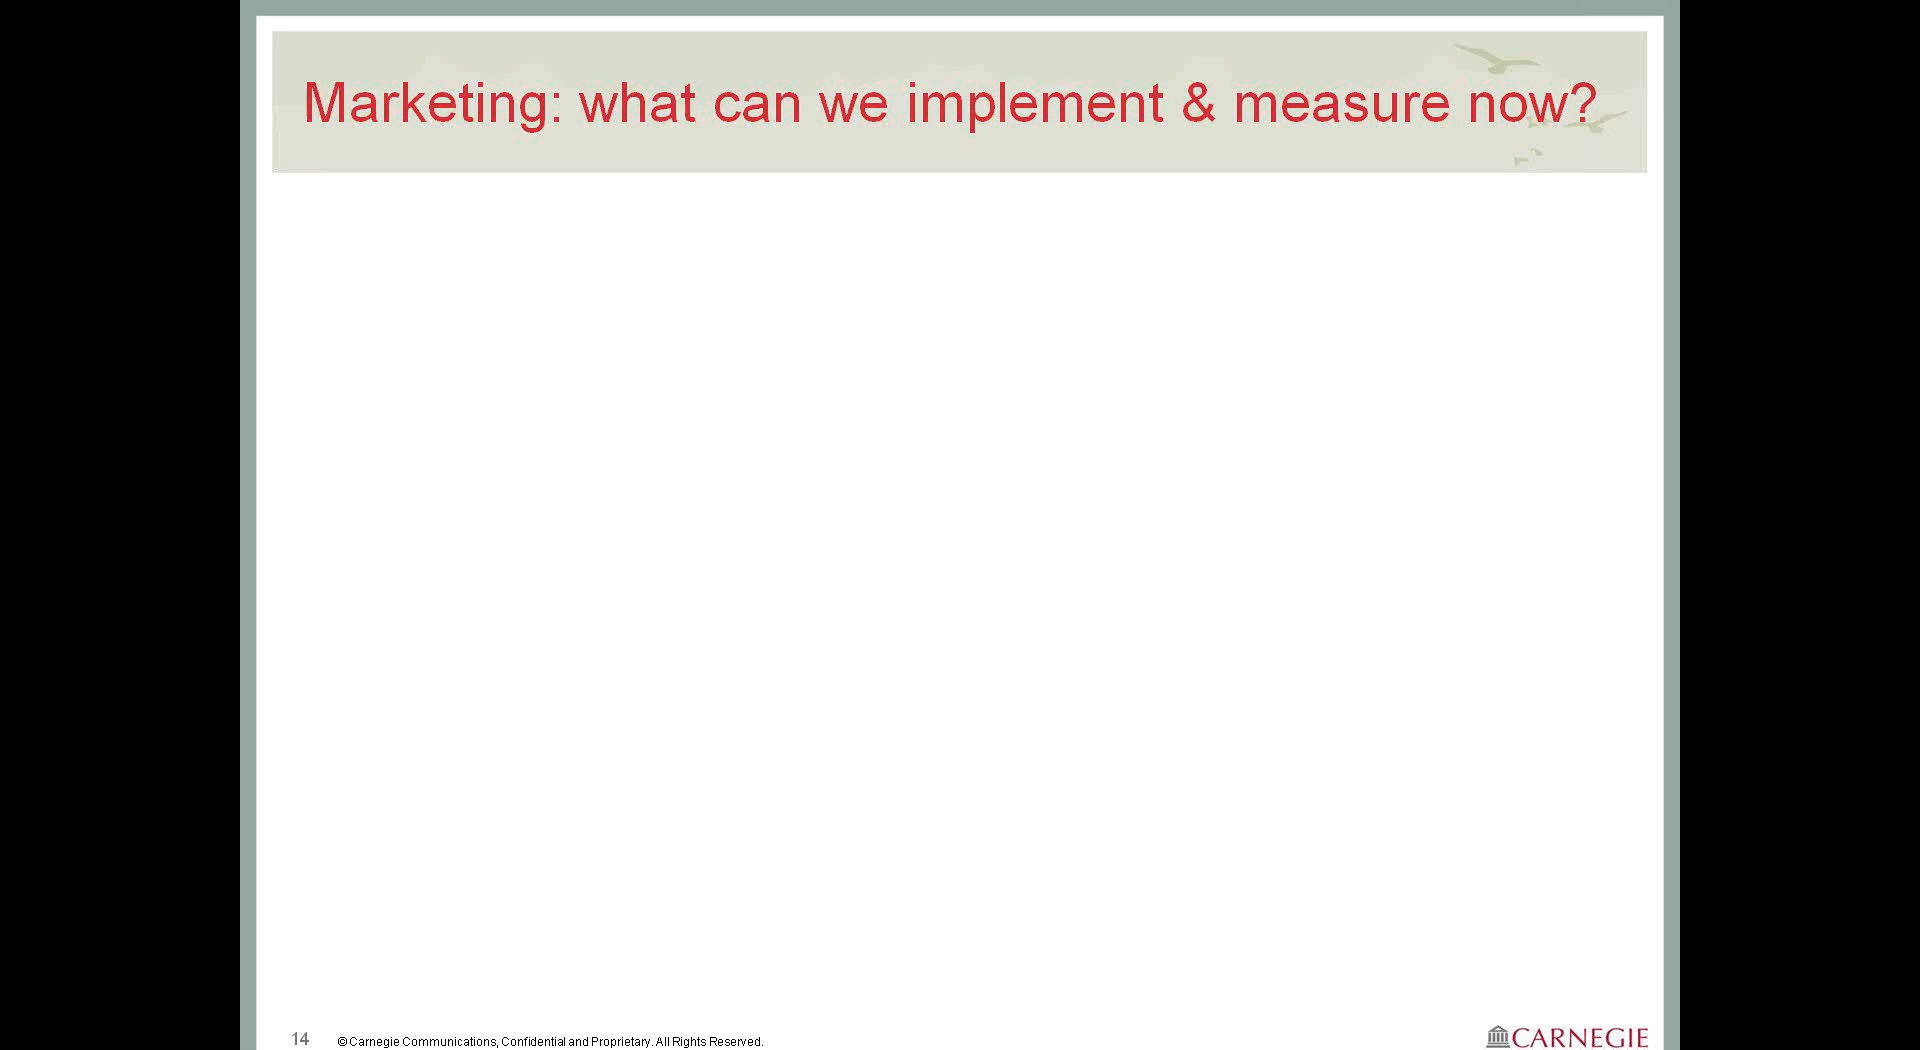 Marketing: what can we implement & measure now?
14
© Carnegie Communications, Confidential and Proprietary. All Rights Reserved.
CARNEGIE